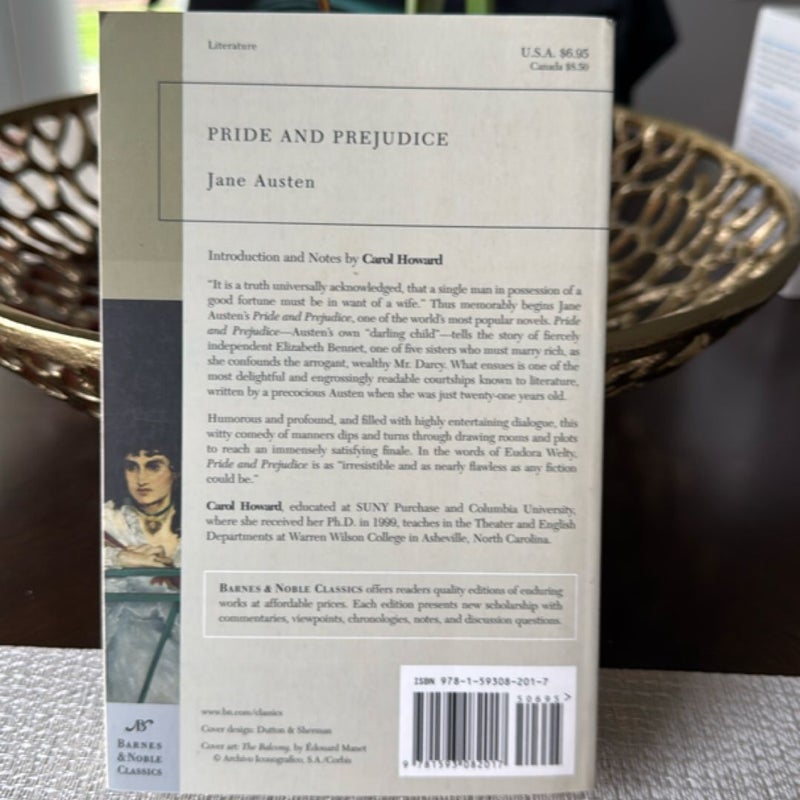 Literature
U.S.A. $6.95
Canada $8.50
PRIDE AND PREJUDICE
Jane Austen
Introduction and Notes by Carol Howard
“It is a truth universally acknowledged, that a single man in possession of a
good fortune must be in want of a wife.” Thus memorably begins Jane
Austen’s Pride and Prejudice, one of the world’s most popular novels. Pride
and Prejudice—Austen’s own “darling child”—tells the story of fiercely
independent Elizabeth Bennet, one of five sisters who must marry rich, as
she confounds the arrogant, wealthy Mr. Darcy. What ensues is one of the
most delightful and engrossingly readable courtships known to literature,
written by a precocious Austen when she was just twenty-one years old.
Humorous and profound, and filled with highly entertaining dialogue, this
witty comedy of manners dips and turns through drawing rooms and plots
to reach an immensely satisfying finale. In the words of Eudora Welty,
Pride and Prejudice is as “irresistible and as nearly flawless as any fiction
could be.”
Carol Howard, educated at SUNY Purchase and Columbia University,
where she received her Ph.D. in 1999, teaches in the Theater and English
Departments at Warren Wilson College in Asheville, North Carolina.
BARNES & NOBLE CLASSICS offers readers quality editions of enduring
works at affordable prices. Each edition presents new scholarship with
commentaries, viewpoints, chronologies, notes, and discussion questions.
ISBN 978-1-59308-201-7
50695>
9 781593 082017
www.bn.com/classics
Cover design: Dutton & Sherman
Cover art: The Balcony, by Édouard Manet
© Archivo Iconografico, S.A./Corbis
BARNES
& NOBLE
CLASSICS